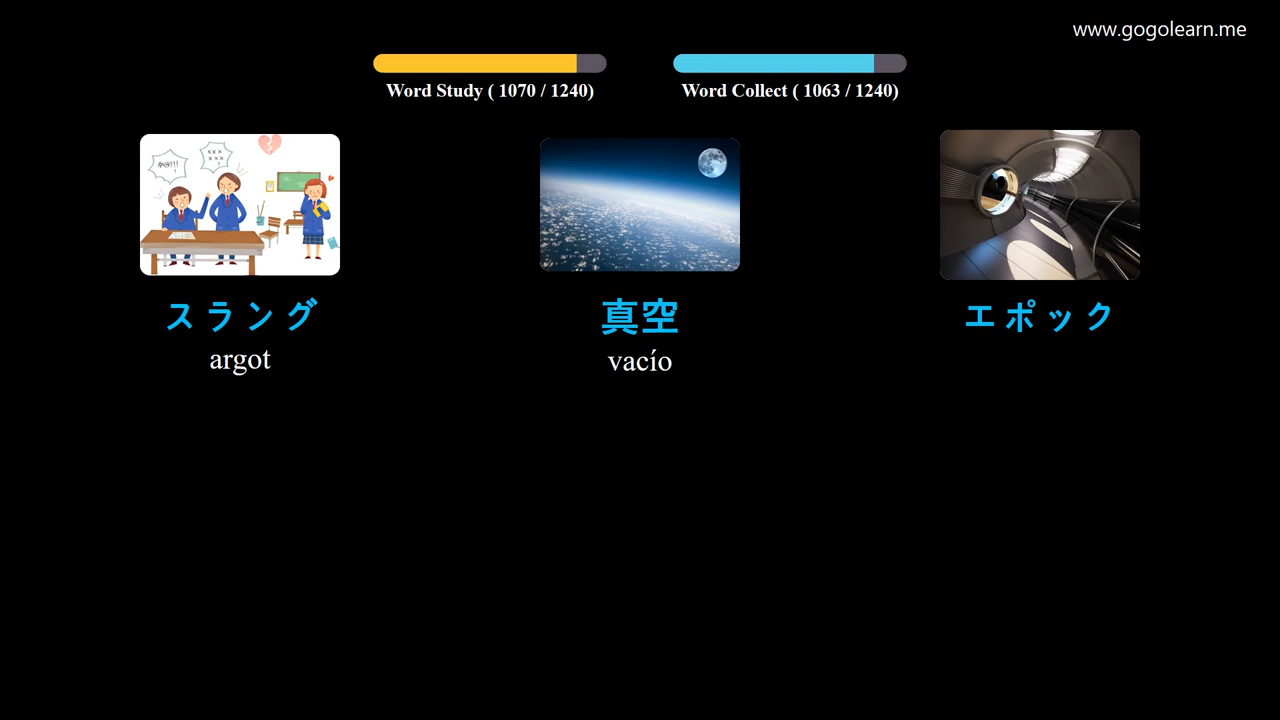 www.gogolearn.me
Word Study ( 1070 / 1240)
Word Collect ( 1063 / 1240)
スラング
真空
エポック
argot
vacío